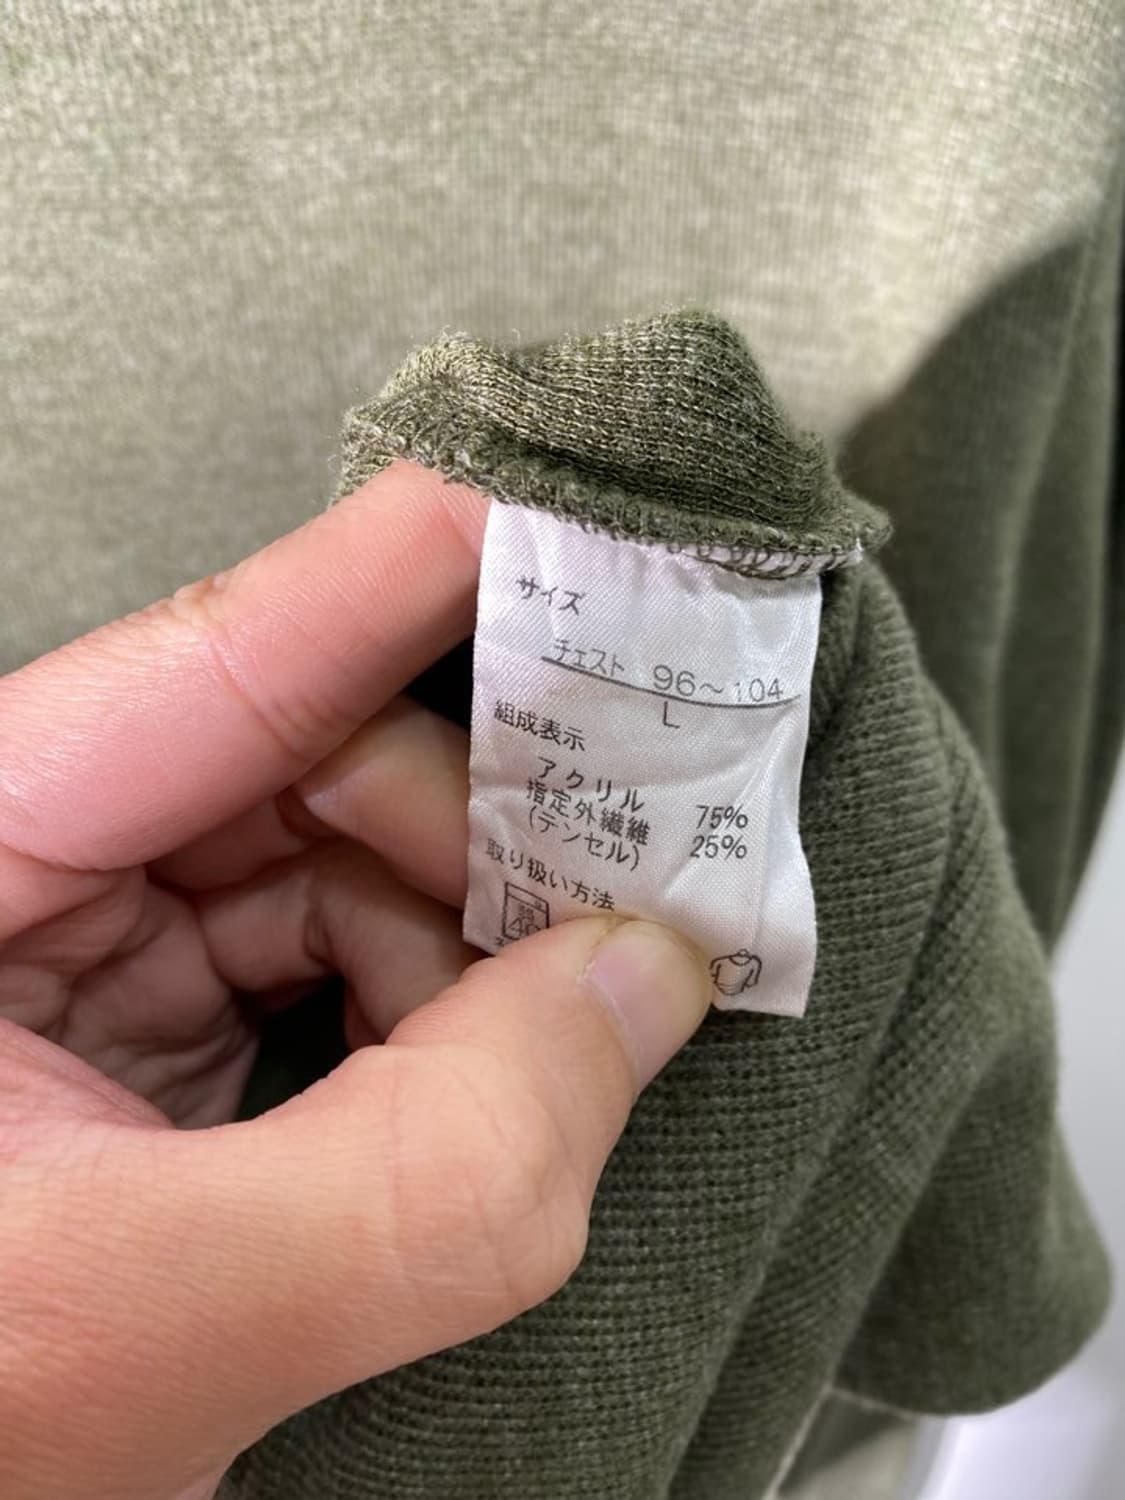 サイズ
チェスト 96〜104
L
組成表示
アクリル 75%
指定外繊維 25%
(テンセル)
取り扱い方法
40